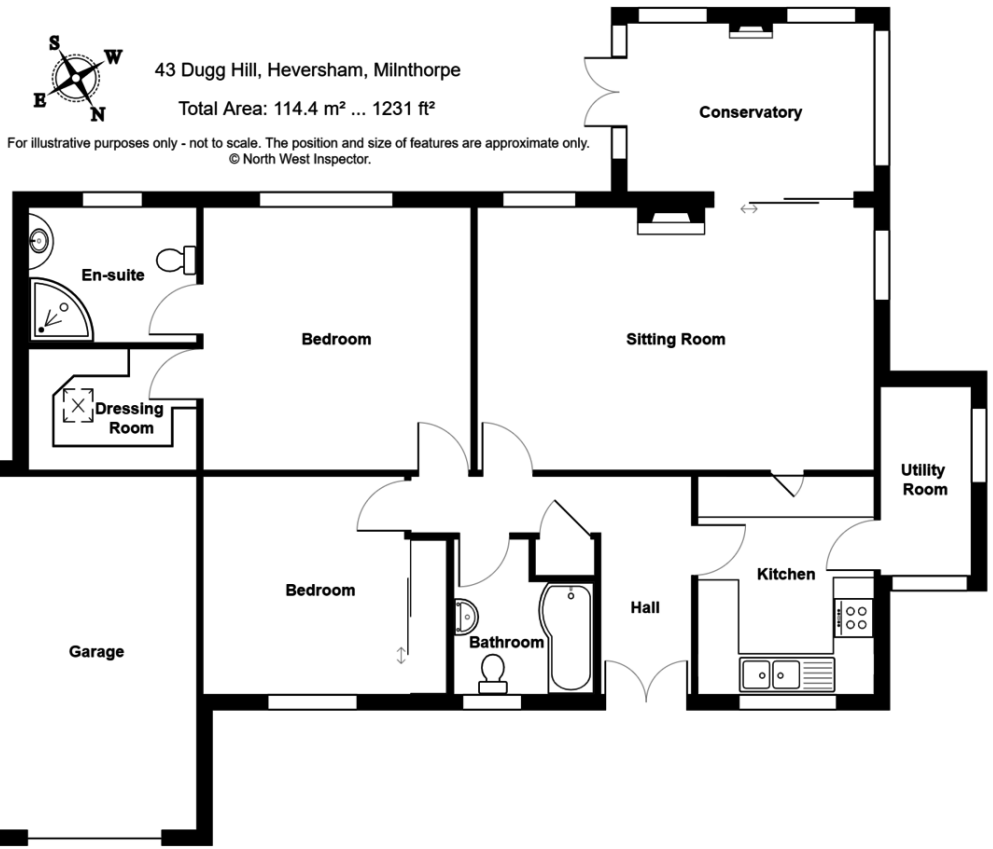 S
W
E
N
43 Dugg Hill, Heversham, Milnthorpe
Total Area: 114.4 m² ... 1231 ft²
For illustrative purposes only - not to scale. The position and size of features are approximate only.
© North West Inspector.
Conservatory
En-suite
Bedroom
Sitting Room
Dressing
Room
Utility
Room
Kitchen
Bedroom
Hall
Bathroom
Garage